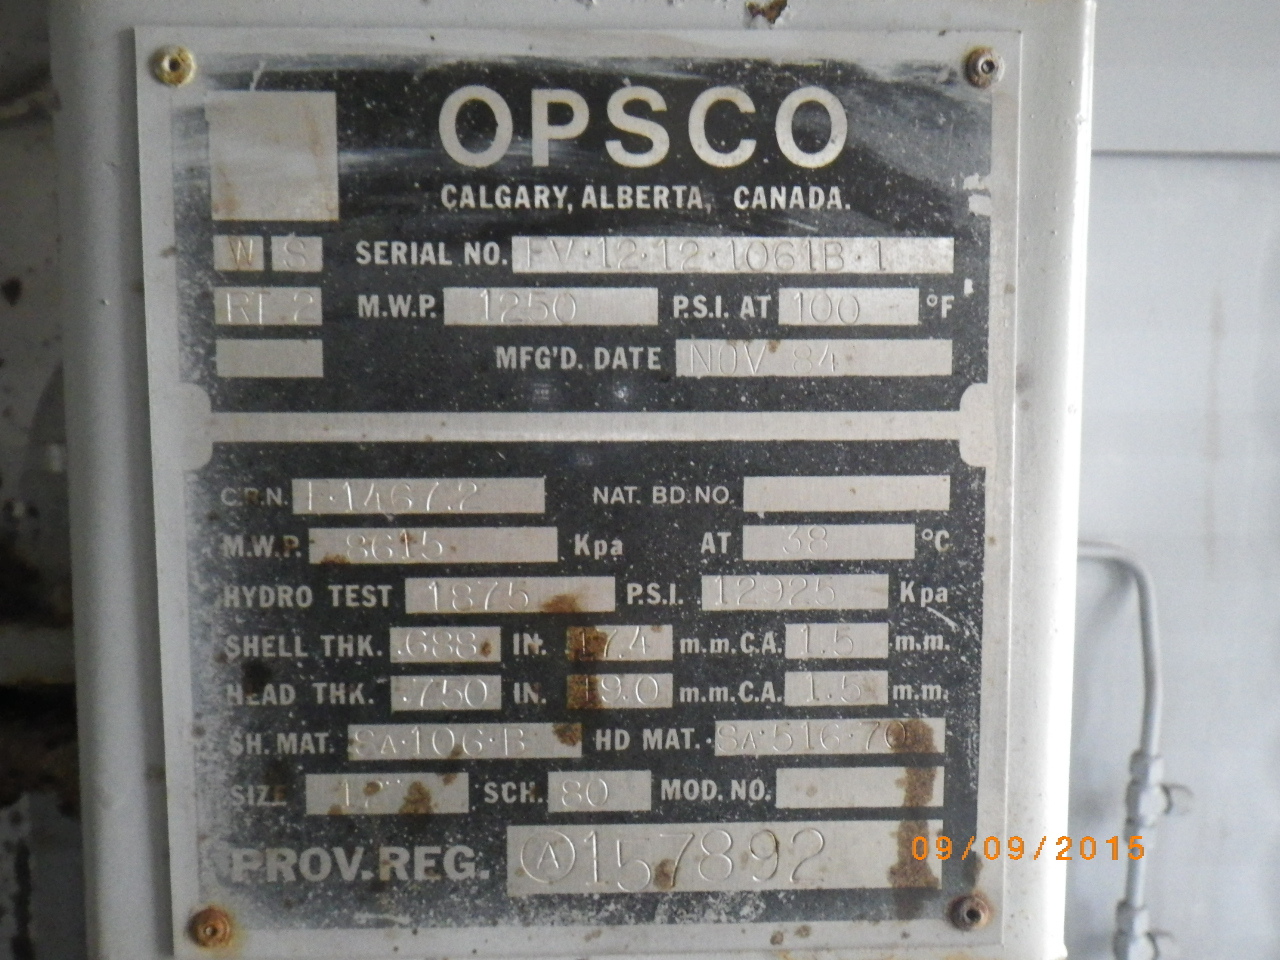 OPSCO
CALGARY, ALBERTA, CANADA.
W S SERIAL NO. FV·12·12·1061B·1
RT 2 M.W.P. 1250 P.S.I. AT 100 °F
MFG'D. DATE NOV 84
C.R.N. F·1467.2 NAT. BD. NO.
M.W.P. 8615 Kpa AT 38 °C
HYDRO TEST 1875 P.S.I. 12925 Kpa
SHELL THK. .688 IN. 17.4 m.m. C.A. 1.5 m.m.
HEAD THK. .750 IN. 19.0 m.m. C.A. 1.5 m.m.
SH. MAT. SA·106·B HD MAT. SA·516·70
SIZE SCH. 80 MOD. NO.
PROV. REG. A 157892
09/09/2015